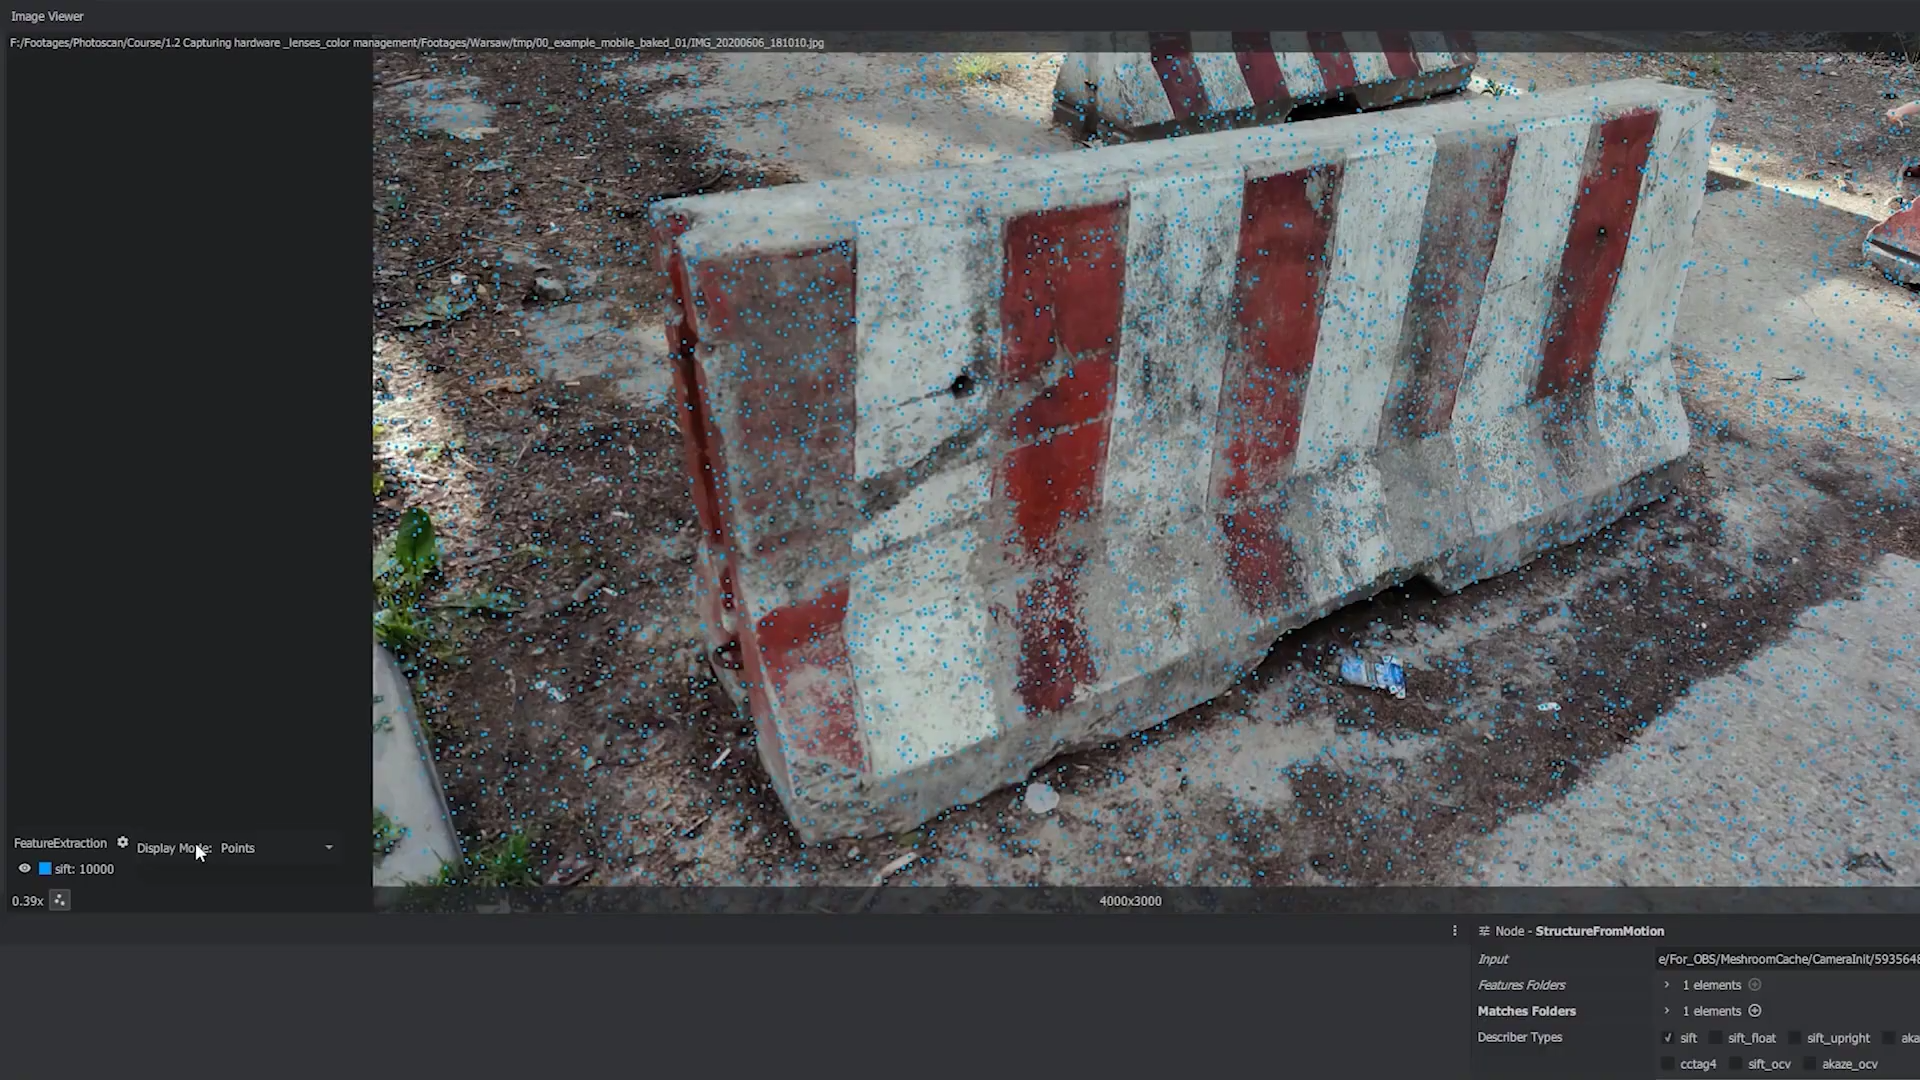 Image Viewer
F:/Footages/Photoscan/Course/1.2 Capturing hardware _lenses_color management/Footages/Warsaw/tmp/00_example_mobile_baked_01/IMG_20200606_181010.jpg
FeatureExtraction Display Mode: Points
sift: 10000
0.39x
4000x3000
Node - StructureFromMotion
Input e/For_OBS/MeshroomCache/CameraInit/5935648
Features Folders > 1 elements
Matches Folders > 1 elements
Describer Types sift sift_float sift_upright aka
cctag4 sift_ocv akaze_ocv